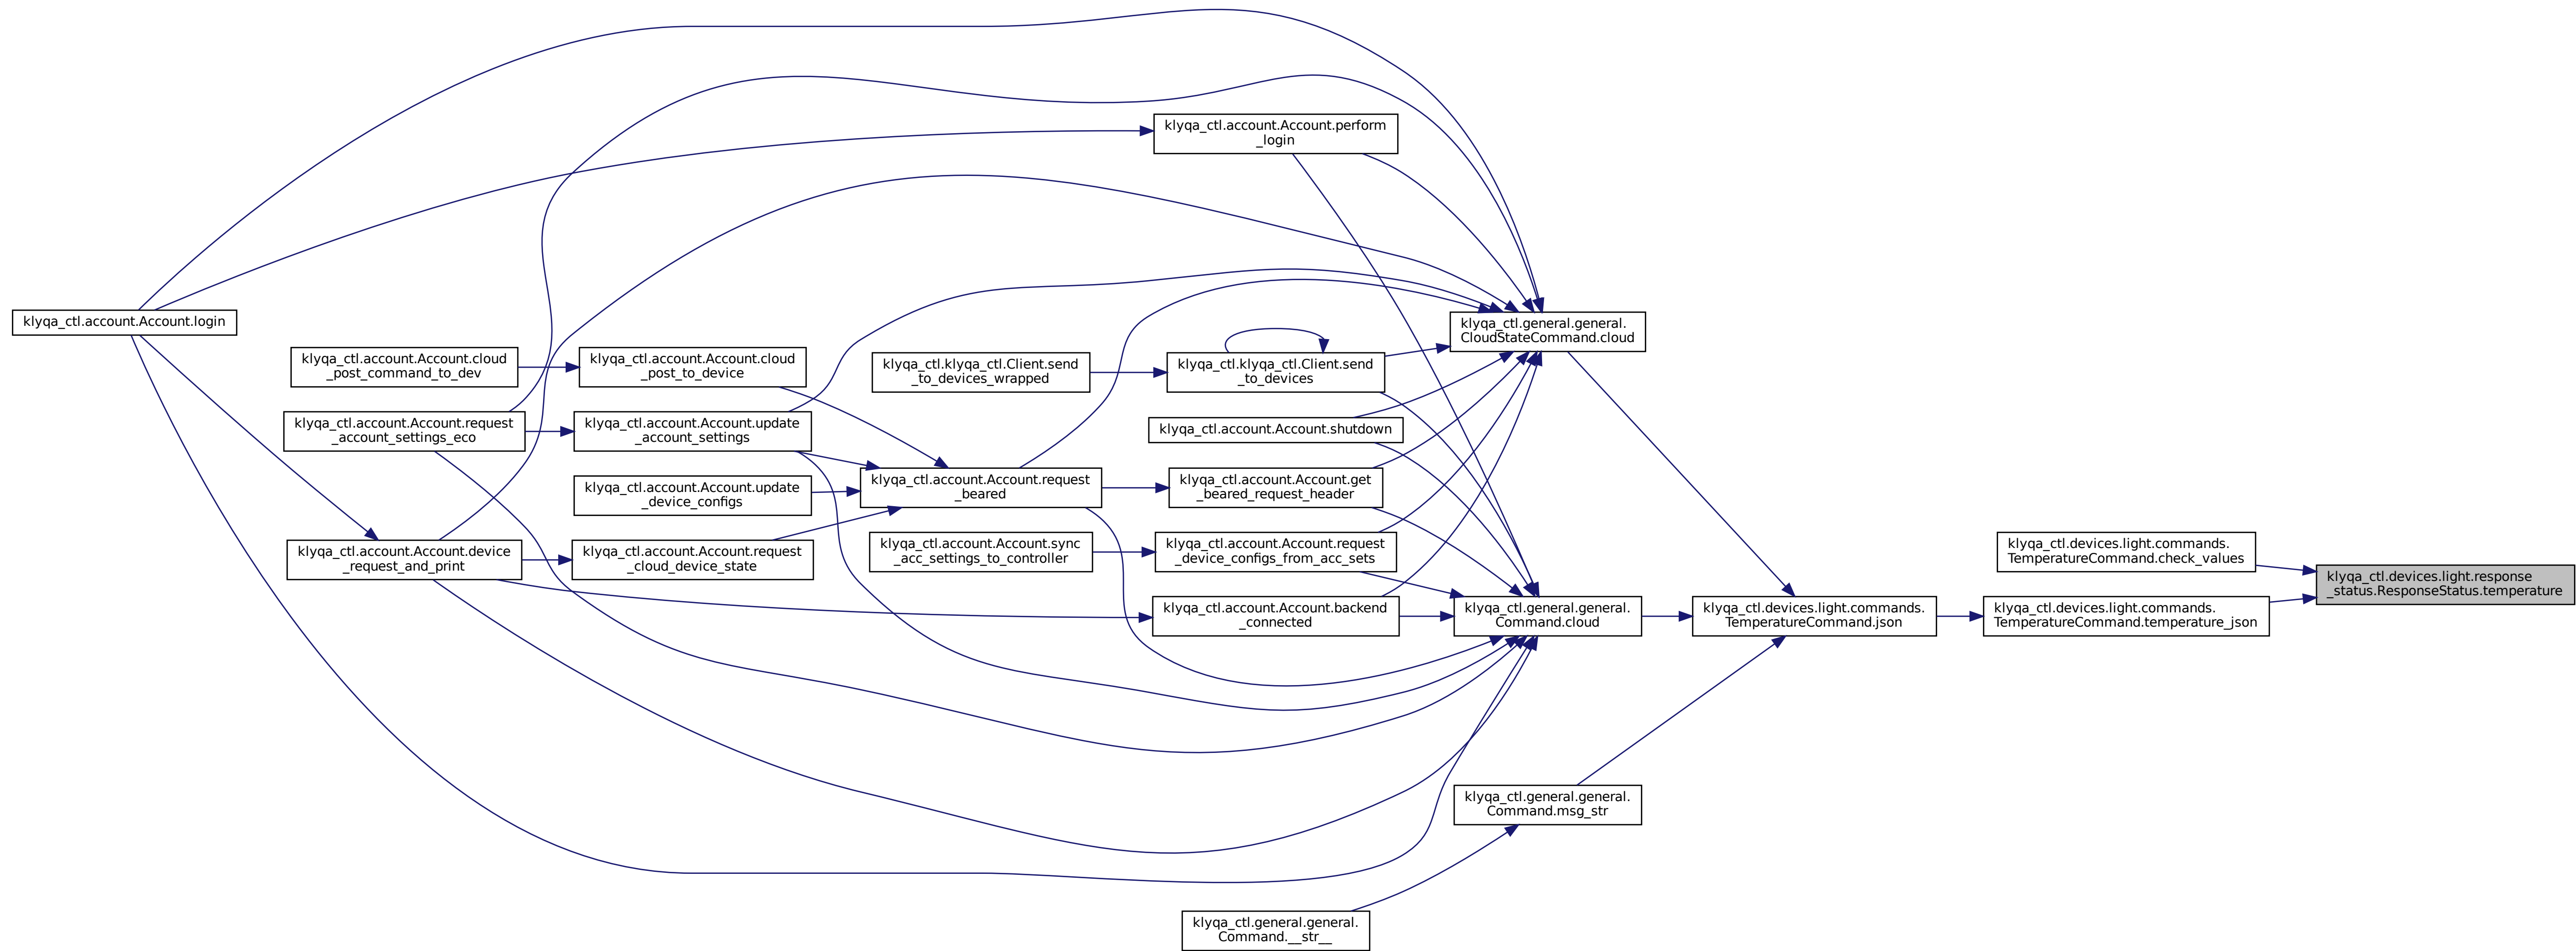 klyqa_ctl.account.Account.login
klyqa_ctl.account.Account.cloud
_post_command_to_dev
klyqa_ctl.account.Account.request
_account_settings_eco
klyqa_ctl.account.Account.device
_request_and_print
klyqa_ctl.account.Account.cloud
_post_to_device
klyqa_ctl.account.Account.update
_account_settings
klyqa_ctl.account.Account.update
_device_configs
klyqa_ctl.account.Account.request
_cloud_device_state
klyqa_ctl.klyqa_ctl.Client.send
_to_devices_wrapped
klyqa_ctl.account.Account.request
_beared
klyqa_ctl.account.Account.sync
_acc_settings_to_controller
klyqa_ctl.account.Account.perform
_login
klyqa_ctl.klyqa_ctl.Client.send
_to_devices
klyqa_ctl.account.Account.shutdown
klyqa_ctl.account.Account.get
_beared_request_header
klyqa_ctl.account.Account.request
_device_configs_from_acc_sets
klyqa_ctl.account.Account.backend
_connected
klyqa_ctl.general.general.
Command.__str__
klyqa_ctl.general.general.
CloudStateCommand.cloud
klyqa_ctl.general.general.
Command.cloud
klyqa_ctl.general.general.
Command.msg_str
klyqa_ctl.devices.light.commands.
TemperatureCommand.json
klyqa_ctl.devices.light.commands.
TemperatureCommand.check_values
klyqa_ctl.devices.light.commands.
TemperatureCommand.temperature_json
klyqa_ctl.devices.light.response
_status.ResponseStatus.temperature